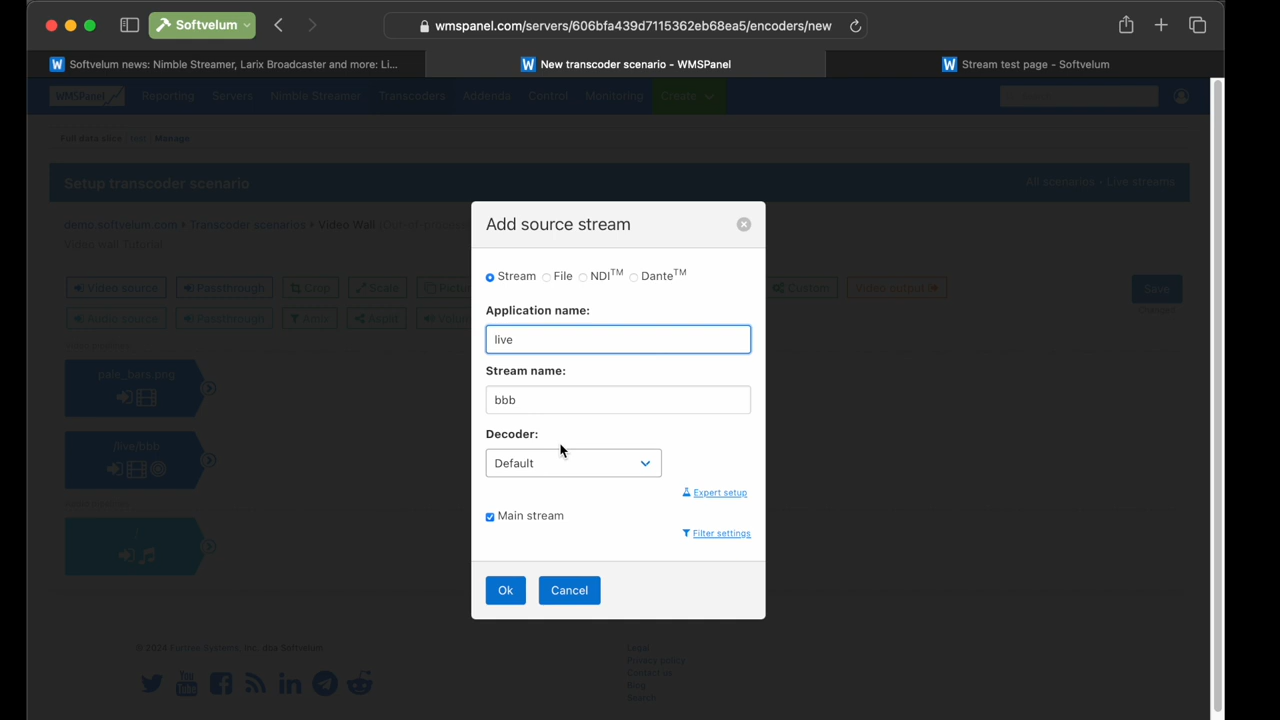 Softvelum
wmspanel.com/servers/606bfa439d7115362eb68ea5/encoders/new
Softvelum news: Nimble Streamer, Larix Broadcaster and more: Li...
New transcoder scenario - WMSPanel
Stream test page - Softvelum
WMSPanel Reporting Servers Nimble Streamer Transcoders Addenda Control Monitoring Create
Full data slice test Manage
Setup transcoder scenario
All scenarios Live streams
demo.softvelum.com Transcoder scenarios Video Wall
Video wall Tutorial
Video source Passthrough Crop Scale Custom Video output
Save
Audio source Passthrough
pale_bars.png
/live/bbb
/
Add source stream
Stream File NDI™ Dante™
Application name:
live
Stream name:
bbb
Decoder:
Default
Expert setup
Main stream
Filter settings
Ok Cancel
Legal
Privacy policy
Contact us
Blog
Search